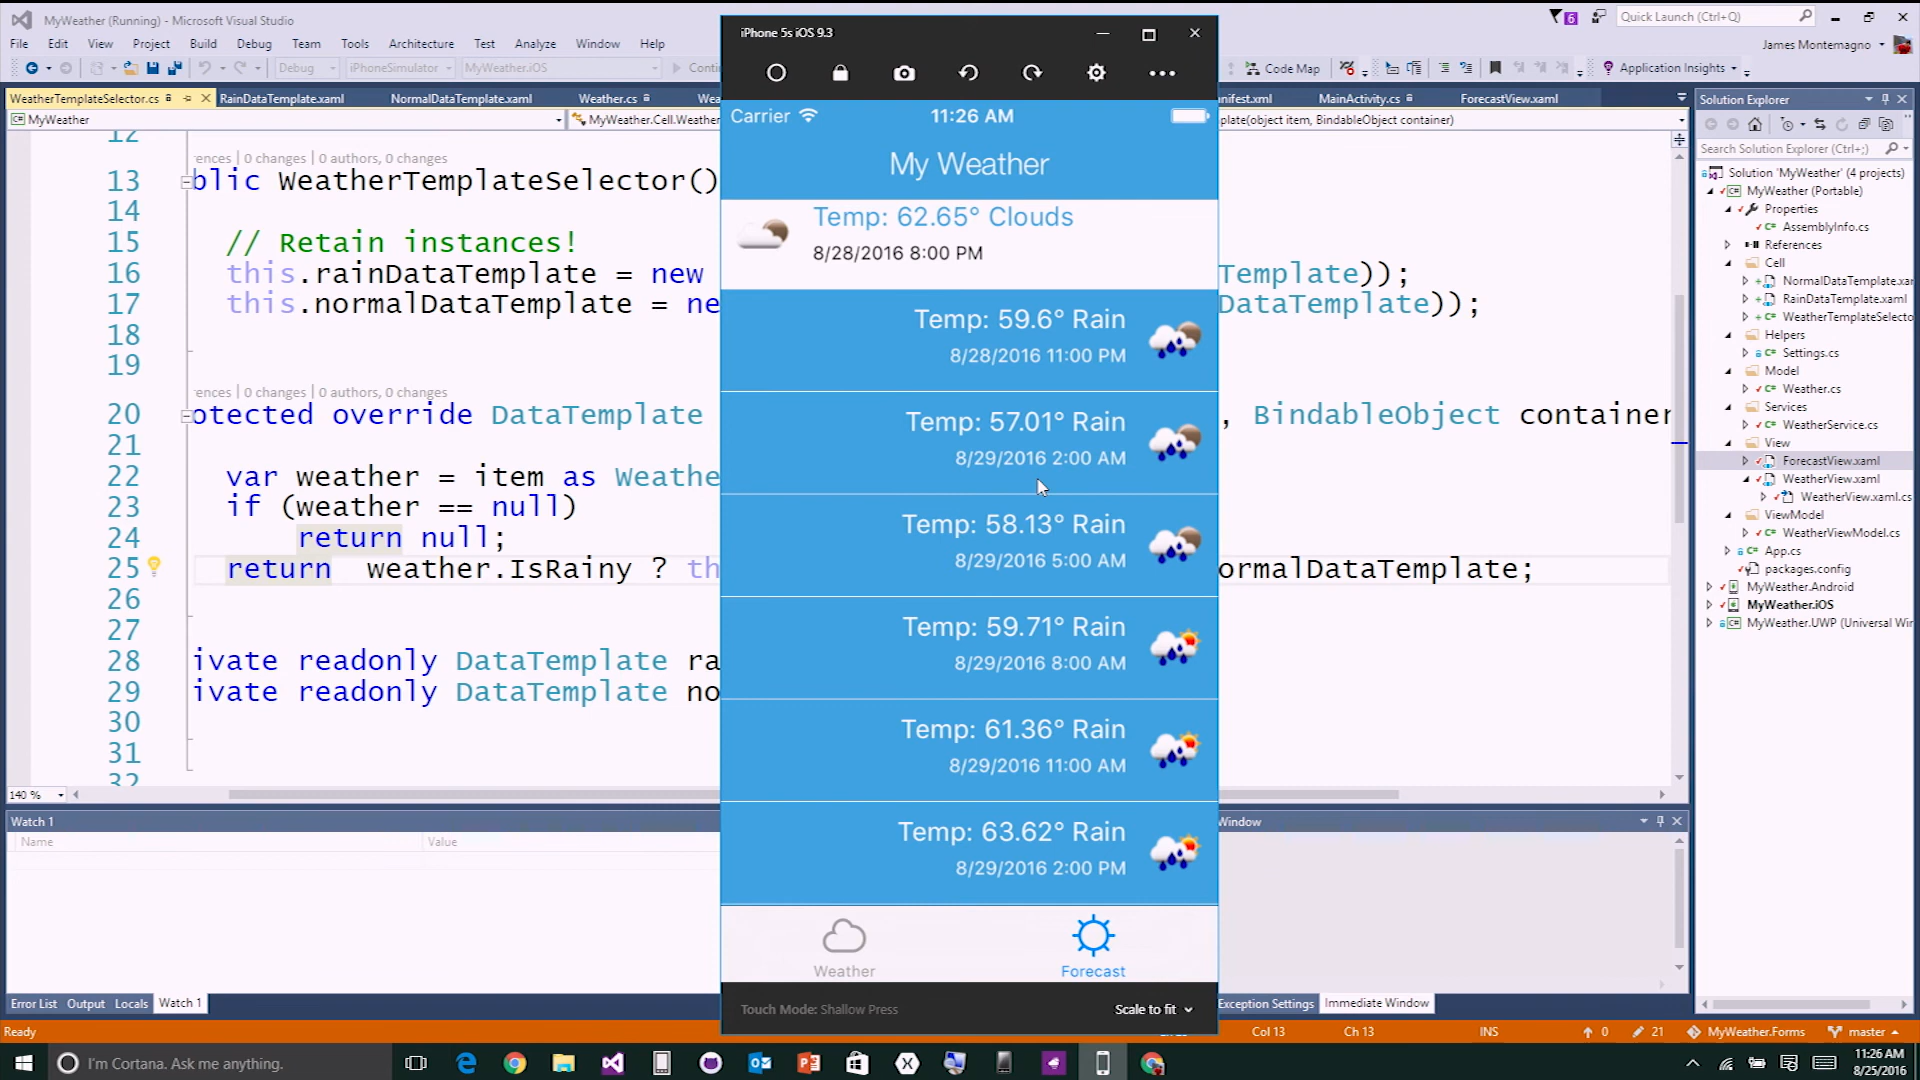 MyWeather (Running) - Microsoft Visual Studio
6
Quick Launch (Ctrl+Q)
File Edit View Project Build Debug Team Tools Architecture Test Analyze Window Help
James Montemagno
Debug iPhoneSimulator MyWeather.iOS Conti
Code Map
Application Insights
WeatherTemplateSelector.cs RainDataTemplate.xaml NormalDataTemplate.xaml Weather.cs Wea
nifest.xml MainActivity.cs ForecastView.xaml
MyWeather
MyWeather.Cell.Weather
plate(object item, BindableObject container)
12
rences | 0 changes | 0 authors, 0 changes
13 blic WeatherTemplateSelector()
14
15 // Retain instances!
16 this.rainDataTemplate = new Template));
17 this.normalDataTemplate = ne DataTemplate));
18
19
rences | 0 changes | 0 authors, 0 changes
20 otected override DataTemplate , BindableObject container
21
22 var weather = item as Weathe
23 if (weather == null)
24 return null;
25 return weather.IsRainy ? th ormalDataTemplate;
26
27
28 ivate readonly DataTemplate ra
29 ivate readonly DataTemplate no
30
31
32
140 %
iPhone 5s iOS 9.3
Carrier 11:26 AM
My Weather
Temp: 62.65° Clouds
8/28/2016 8:00 PM
Temp: 59.6° Rain
8/28/2016 11:00 PM
Temp: 57.01° Rain
8/29/2016 2:00 AM
Temp: 58.13° Rain
8/29/2016 5:00 AM
Temp: 59.71° Rain
8/29/2016 8:00 AM
Temp: 61.36° Rain
8/29/2016 11:00 AM
Temp: 63.62° Rain
8/29/2016 2:00 PM
Weather Forecast
Touch Mode: Shallow Press Scale to fit
Solution Explorer
Search Solution Explorer (Ctrl+;)
Solution 'MyWeather' (4 projects)
MyWeather (Portable)
Properties
AssemblyInfo.cs
References
Cell
NormalDataTemplate.xar
RainDataTemplate.xaml
WeatherTemplateSelecto
Helpers
Settings.cs
Model
Weather.cs
Services
WeatherService.cs
View
ForecastView.xaml
WeatherView.xaml
WeatherView.xaml.cs
ViewModel
WeatherViewModel.cs
App.cs
packages.config
MyWeather.Android
MyWeather.iOS
MyWeather.UWP (Universal Wir
Watch 1
Name Value
Window
Error List Output Locals Watch 1
Exception Settings Immediate Window
Ready
Col 13 Ch 13 INS 0 21 MyWeather.Forms master
I'm Cortana. Ask me anything.
11:26 AM
8/25/2016